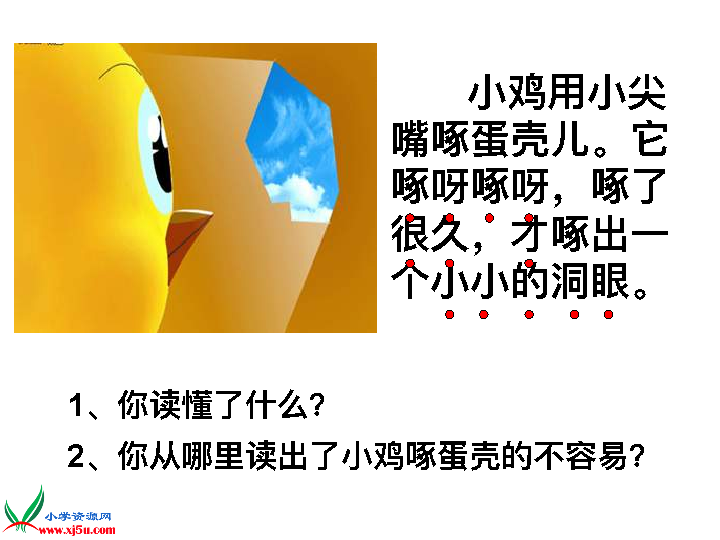 小鸡用小尖
嘴啄蛋壳儿。它
啄呀啄呀，啄了
很久，才啄出一
个小小的洞眼。
1、你读懂了什么?
2、你从哪里读出了小鸡啄蛋壳的不容易?
小学资源网
www.xj5u.com